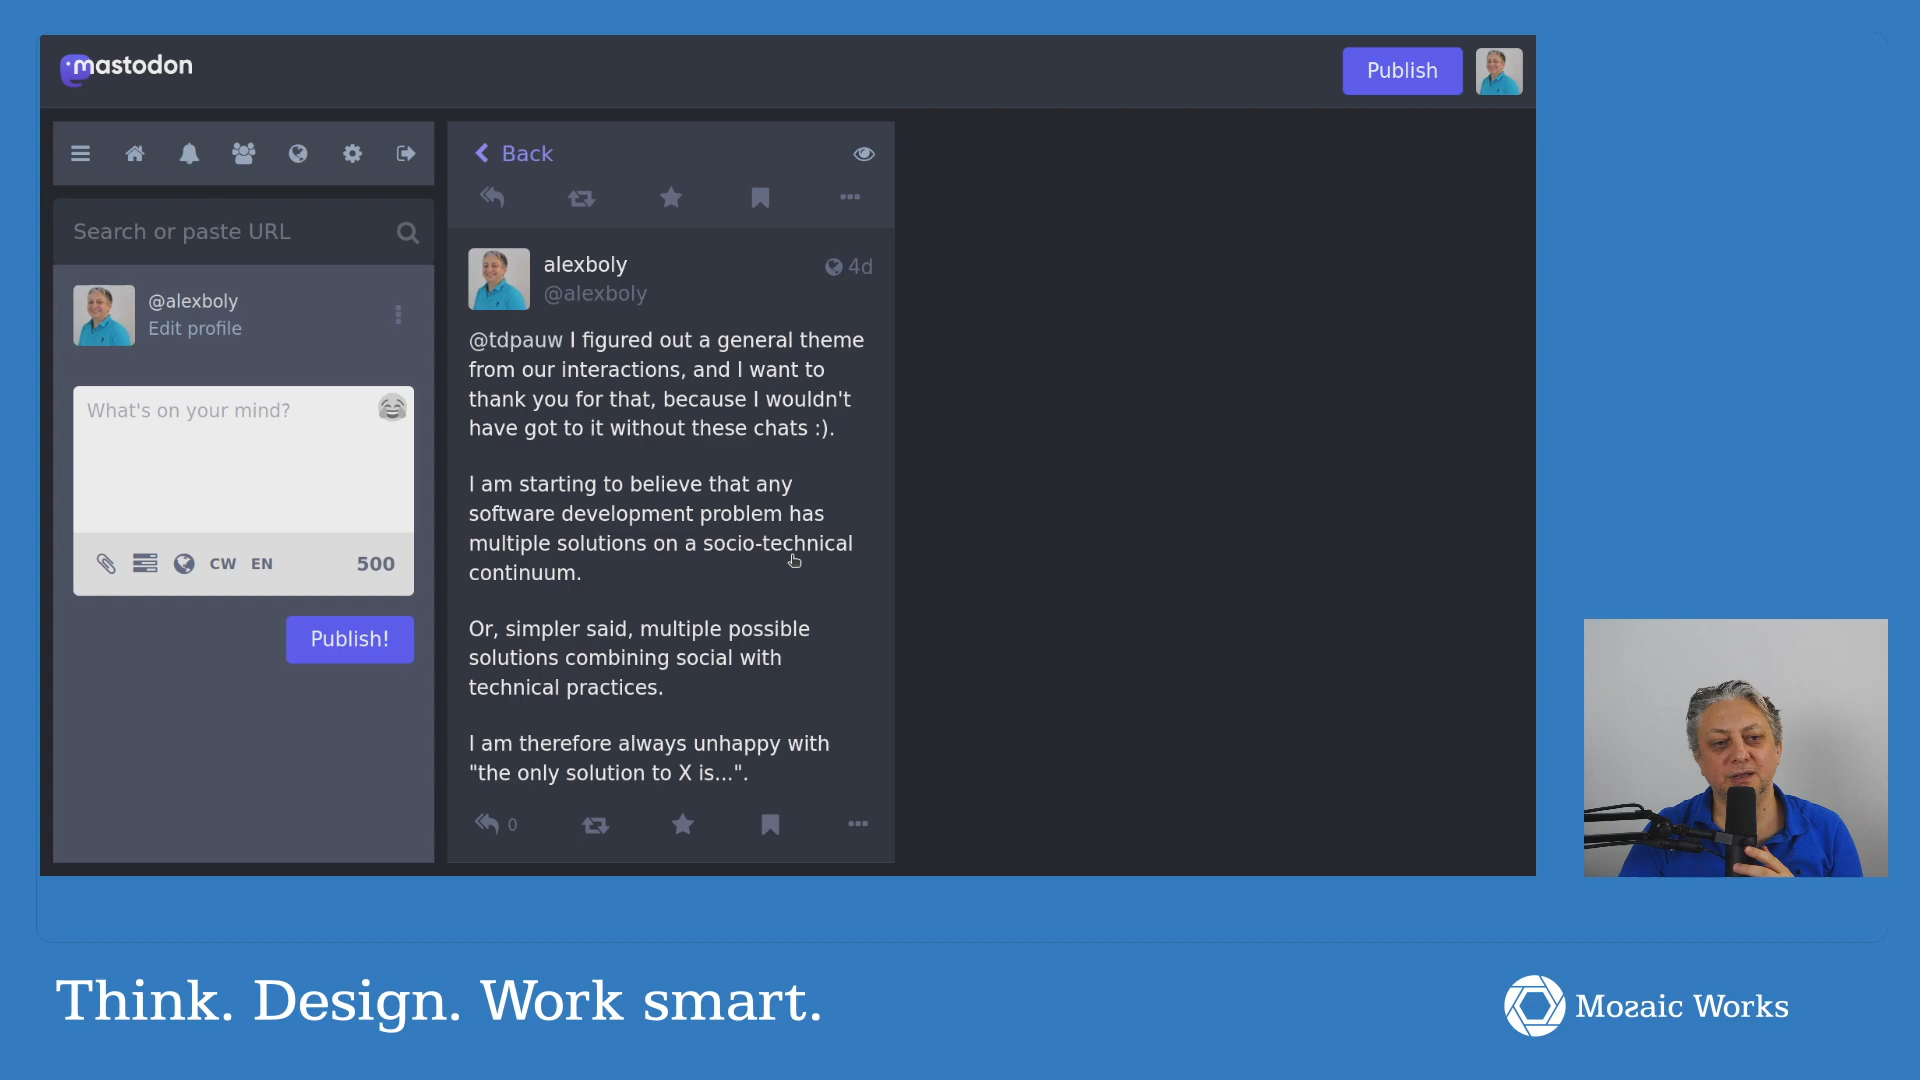 mastodon
Publish
Back
Search or paste URL
alexboly
4d
@alexboly
@alexboly
Edit profile
@tdpauw I figured out a general theme
from our interactions, and I want to
thank you for that, because I wouldn't
have got to it without these chats :).
What's on your mind?
I am starting to believe that any
software development problem has
multiple solutions on a socio-technical
continuum.
CW EN 500
Or, simpler said, multiple possible
solutions combining social with
technical practices.
Publish!
I am therefore always unhappy with
"the only solution to X is...".
0
Think. Design. Work smart.
Mozaic Works